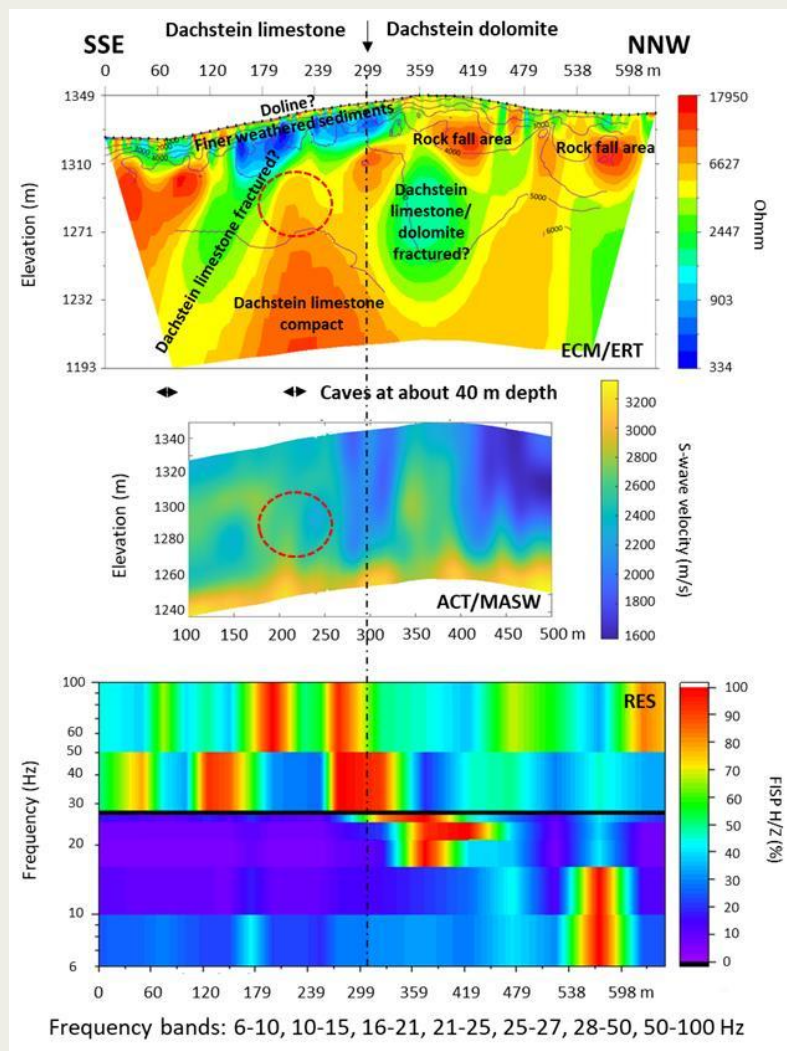 Dachstein limestone Dachstein dolomite
SSE NNW
0 60 120 179 239 299 359 419 479 538 598 m
1349
1310
1271
1232
1193
Elevation (m)
Doline?
Finer weathered sediments
Rock fall area
Rock fall area
Dachstein limestone fractured?
Dachstein
limestone/
dolomite
fractured?
Dachstein limestone
compact
4000
5000
6000
ECM/ERT
17950
6627
2447
903
334
Ohmm
Caves at about 40 m depth
1340
1320
1300
1280
1260
1240
Elevation (m)
ACT/MASW
100 150 200 250 300 350 400 450 500 m
3200
3000
2800
2600
2400
2200
2000
1800
1600
S-wave velocity (m/s)
100
60
50
40
30
20
10
6
Frequency (Hz)
RES
100
90
80
70
60
50
40
30
20
10
0
FISP H/Z (%)
0 60 120 179 239 299 359 419 479 538 598 m
Frequency bands: 6-10, 10-15, 16-21, 21-25, 25-27, 28-50, 50-100 Hz